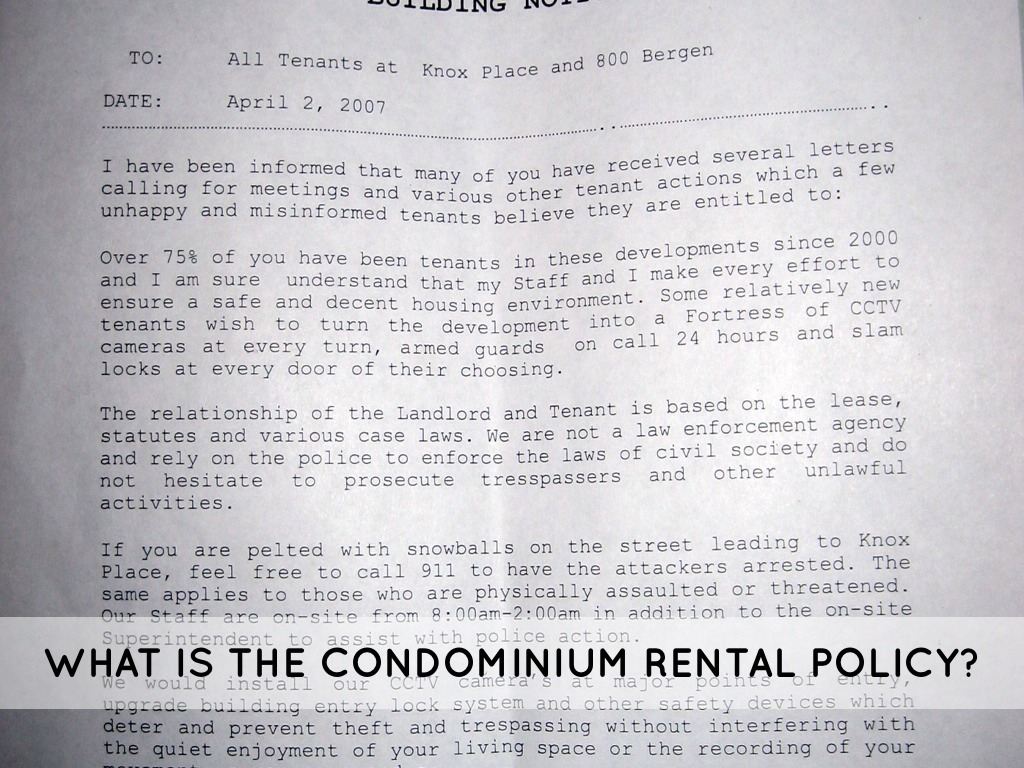 BUILDING
TO: All Tenants at Knox Place and 800 Bergen
DATE: April 2, 2007
I have been informed that many of you have received several letters
calling for meetings and various other tenant actions which a few
unhappy and misinformed tenants believe they are entitled to:
Over 75% of you have been tenants in these developments since 2000
and I am sure understand that my Staff and I make every effort to
ensure a safe and decent housing environment. Some relatively new
tenants wish to turn the development into a Fortress of CCTV
cameras at every turn, armed guards on call 24 hours and slam
locks at every door of their choosing.
The relationship of the Landlord and Tenant is based on the lease,
statutes and various case laws. We are not a law enforcement agency
and rely on the police to enforce the laws of civil society and do
not hesitate to prosecute tresspassers and other unlawful
activities.
If you are pelted with snowballs on the street leading to Knox
Place, feel free to call 911 to have the attackers arrested. The
same applies to those who are physically assaulted or threatened.
Our Staff are on-site from 8:00am-2:00am in addition to the on-site
Superintendent to assist with police action.
WHAT IS THE CONDOMINIUM RENTAL POLICY?
We would install our CCTV camera's at major points of entry,
upgrade building entry lock system and other safety devices which
deter and prevent theft and trespassing without interfering with
the quiet enjoyment of your living space or the recording of your